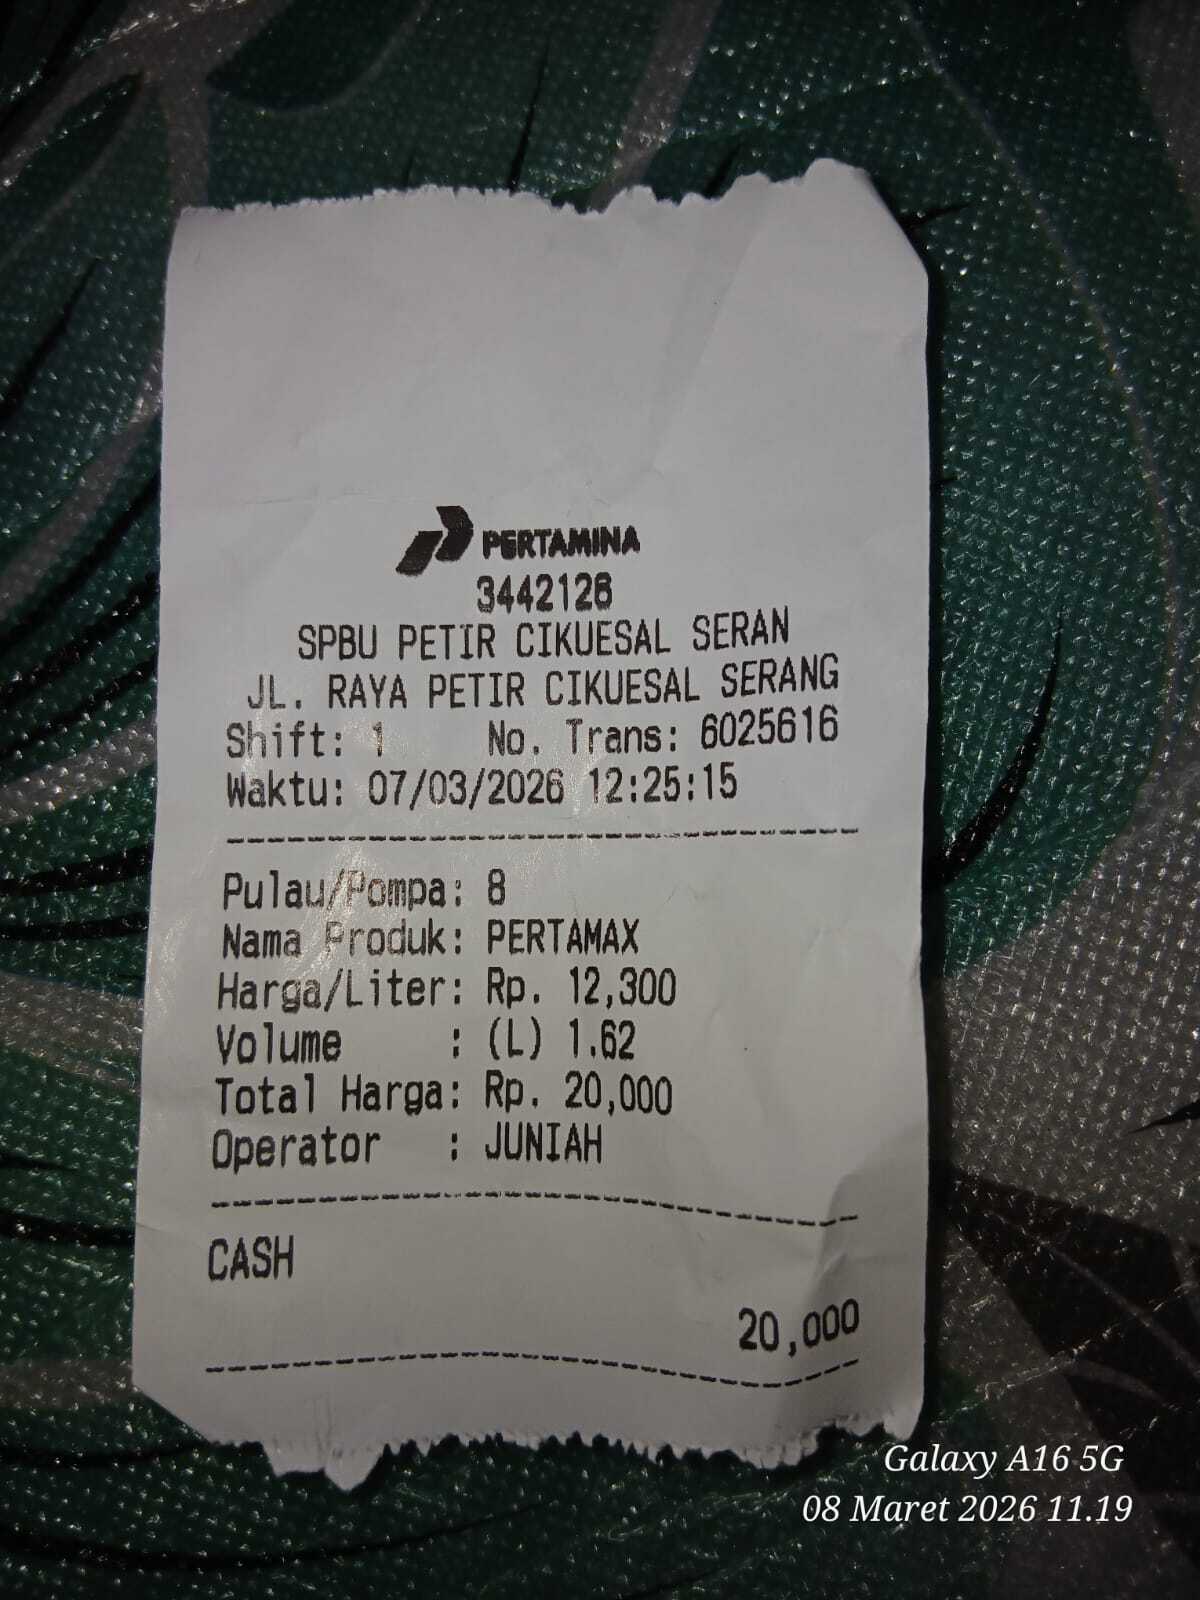 PERTAMINA
3442128
SPBU PETIR CIKUESAL SERAN
JL. RAYA PETIR CIKUESAL SERANG
Shift: 1 No. Trans: 6025616
Waktu: 07/03/2026 12:25:15
Pulau/Pompa: 8
Nama Produk: PERTAMAX
Harga/Liter: Rp. 12,300
Volume : (L) 1.62
Total Harga: Rp. 20,000
Operator : JUNIAH
CASH
20,000
Galaxy A16 5G
08 Maret 2026 11.19